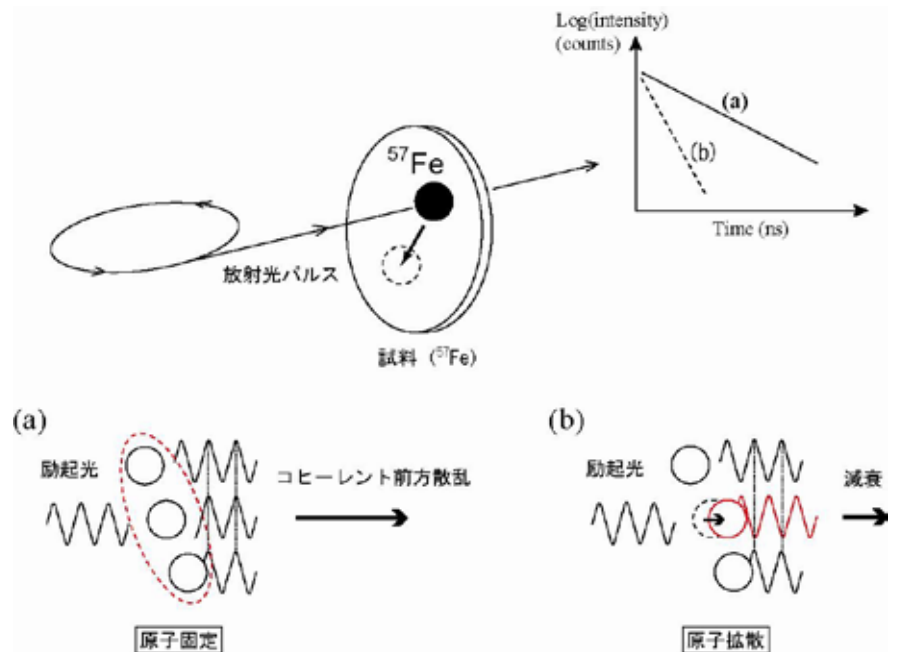 Log(intensity)
(counts)
(a)
(b)
Time (ns)
⁵⁷Fe
放射光パルス
試料 (⁵⁷Fe)
(a)
励起光
コヒーレント前方散乱
原子固定
(b)
励起光
減衰
原子拡散